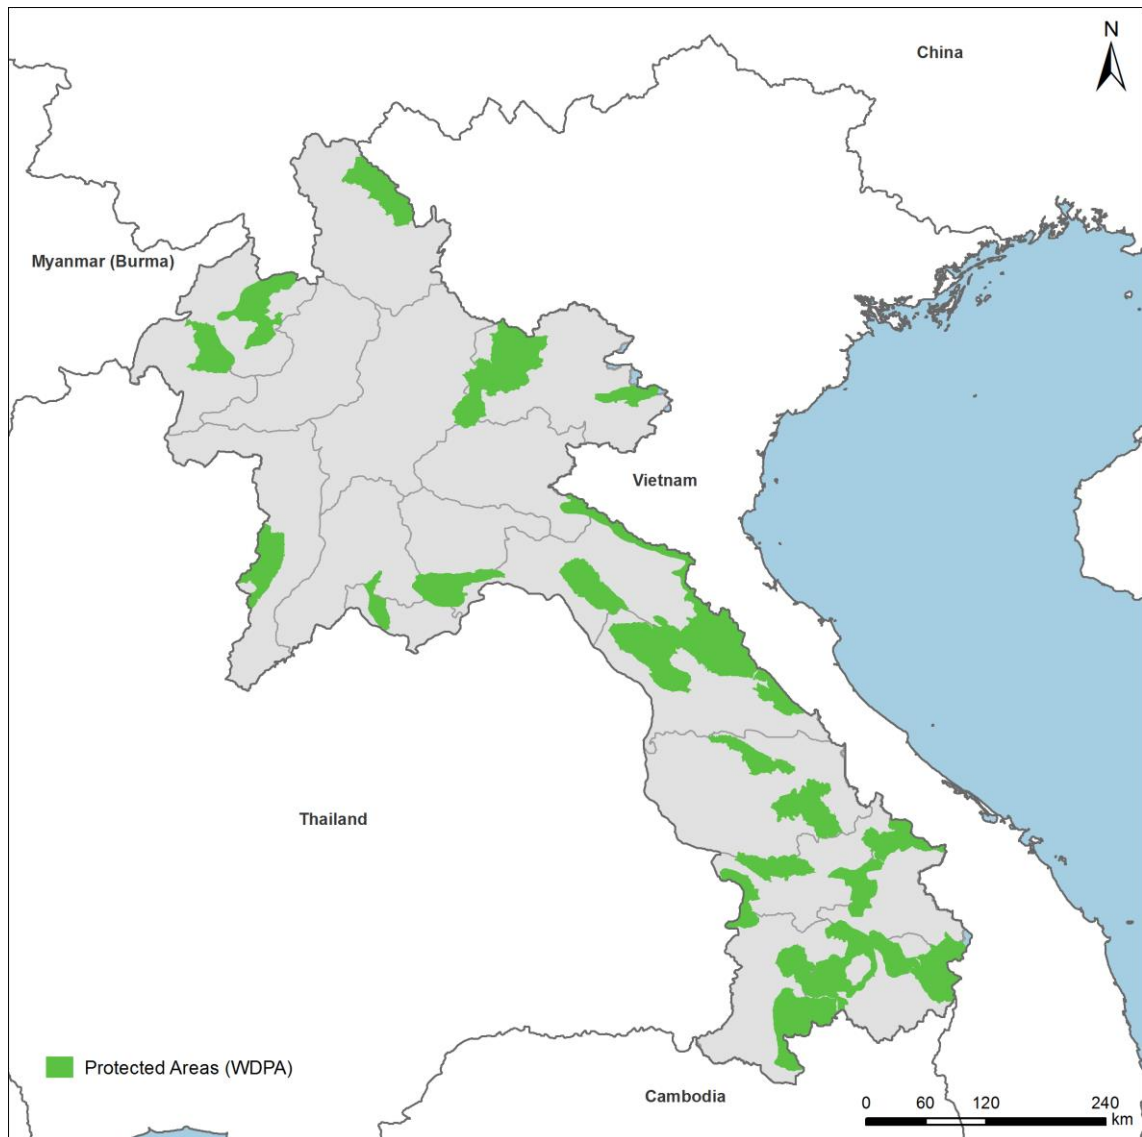 N
China
Myanmar (Burma)
Vietnam
Thailand
Protected Areas (WDPA)
Cambodia
0 60 120 240
km